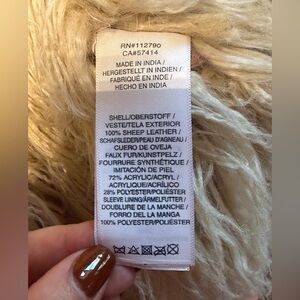 RN#112790
CA#57414
MADE IN INDIA /
HERGESTELLT IN INDIEN /
FABRIQUÉ EN INDE /
HECHO EN INDIA
SHELL/OBERSTOFF /
VESTE/TELA EXTERIOR
100% SHEEP LEATHER /
SCHAFSLEDER/PEAU D'AGNEAU /
CUERO DE OVEJA
FAUX FUR/KUNSTPELZ /
FOURRURE SYNTHÉTIQUE /
IMITACIÓN DE PIEL
72% ACRYLIC/ACRYL /
ACRYLIQUE/ACRÍLICO
28% POLYESTER/POLIÉSTER
SLEEVE LINING/ÄRMELFUTTER /
DOUBLURE DE LA MANCHE /
FORRO DEL LA MANGA
100% POLYESTER/POLIÉSTER